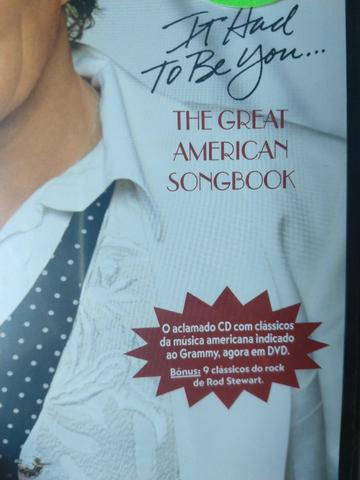 It Had
To Be You...
THE GREAT
AMERICAN
SONGBOOK
O aclamado CD com clássicos
da música americana indicado
ao Grammy, agora em DVD.
Bônus: 9 clássicos do rock
de Rod Stewart.